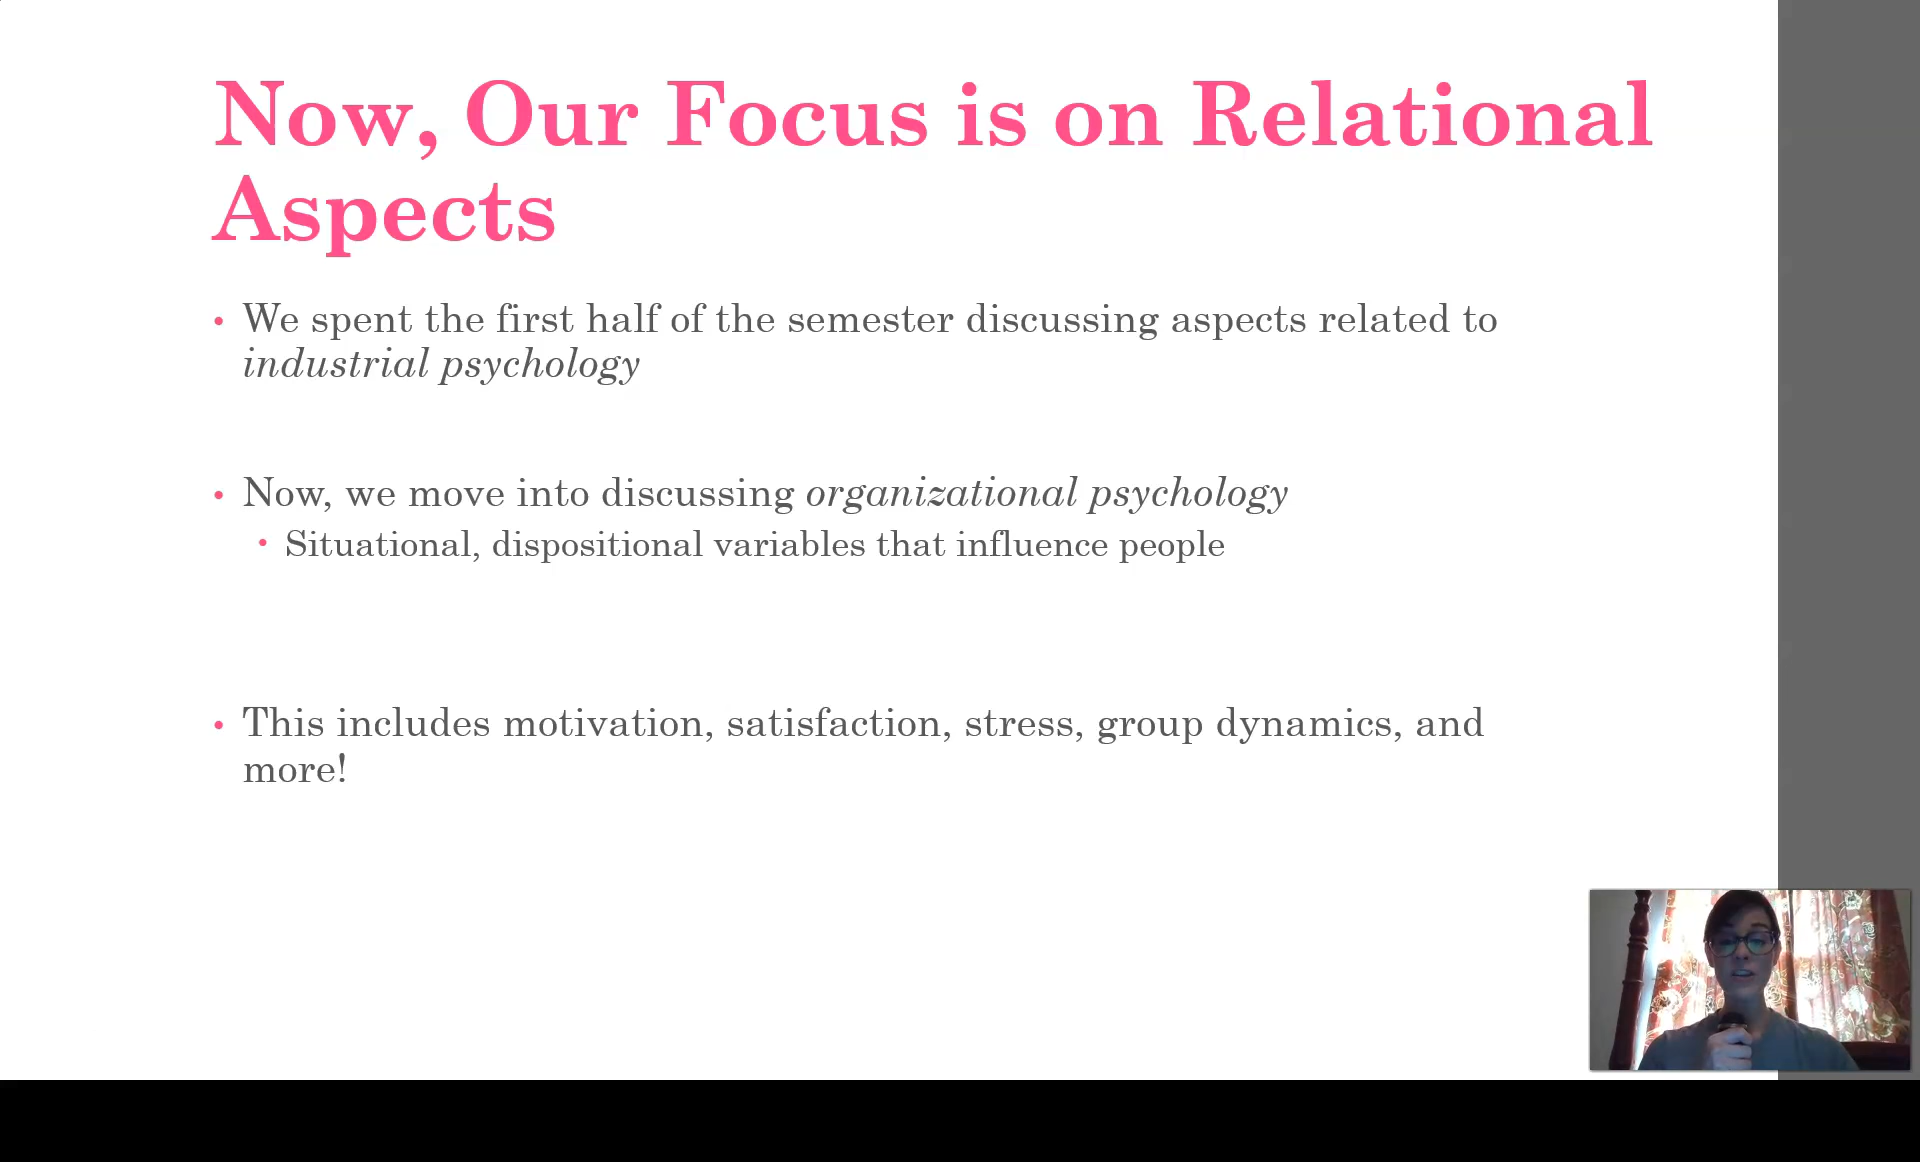 Now, Our Focus is on Relational
Aspects
• We spent the first half of the semester discussing aspects related to
industrial psychology
• Now, we move into discussing organizational psychology
• Situational, dispositional variables that influence people
• This includes motivation, satisfaction, stress, group dynamics, and
more!